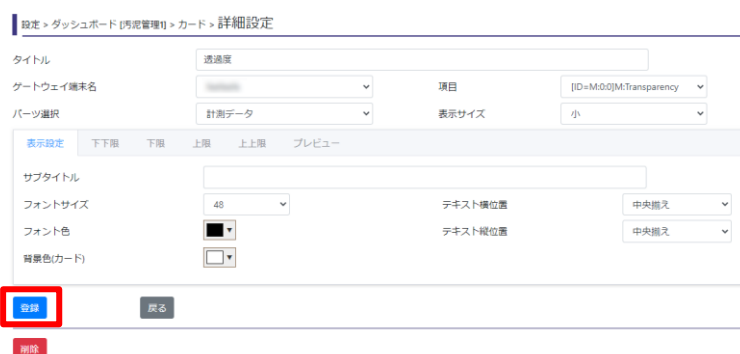 設定 > ダッシュボード [汚泥管理1] > カード > 詳細設定
タイトル 透過度
ゲートウェイ端末名 項目 [ID=M:0:0]M:Transparency
パーツ選択 計測データ 表示サイズ 小
表示設定 下下限 下限 上限 上上限 プレビュー
サブタイトル
フォントサイズ 48 テキスト横位置 中央揃え
フォント色 テキスト縦位置 中央揃え
背景色(カード)
登録 戻る
削除